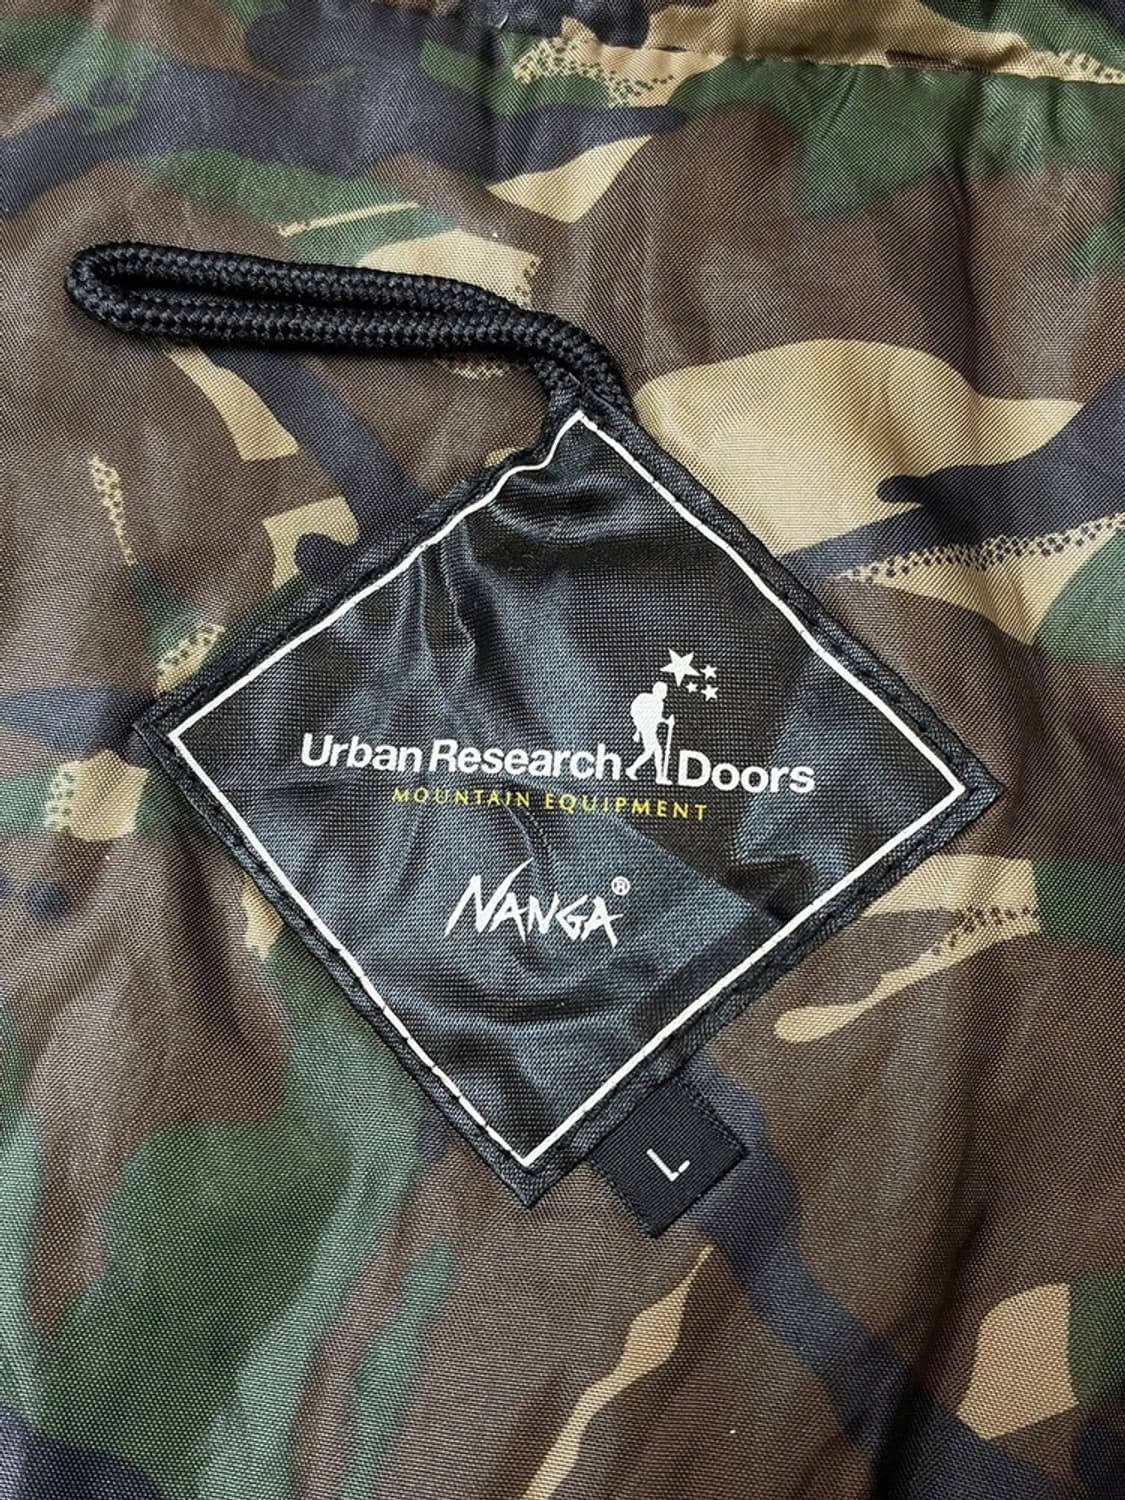 Urban Research Doors
MOUNTAIN EQUIPMENT
NANGA®
L